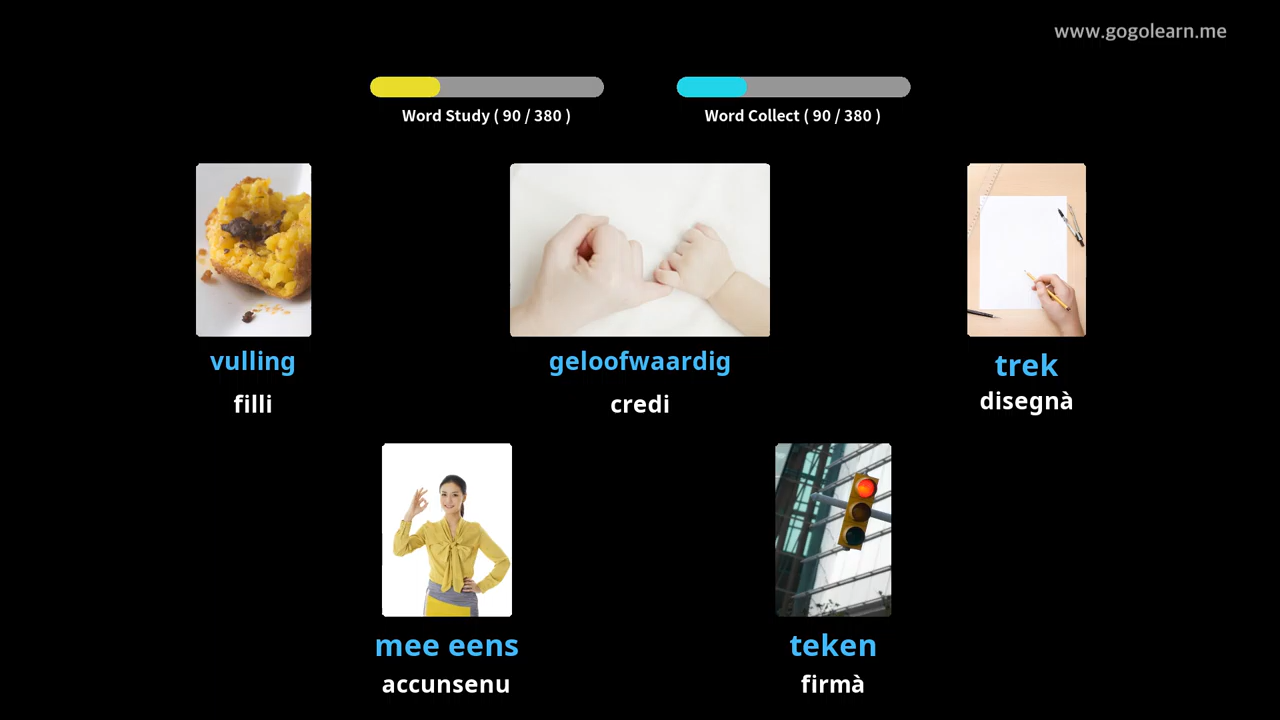 www.gogolearn.me
Word Study ( 90 / 380 )
Word Collect ( 90 / 380 )
vulling
filli
geloofwaardig
credi
trek
disegnà
mee eens
accunsenu
teken
firmà